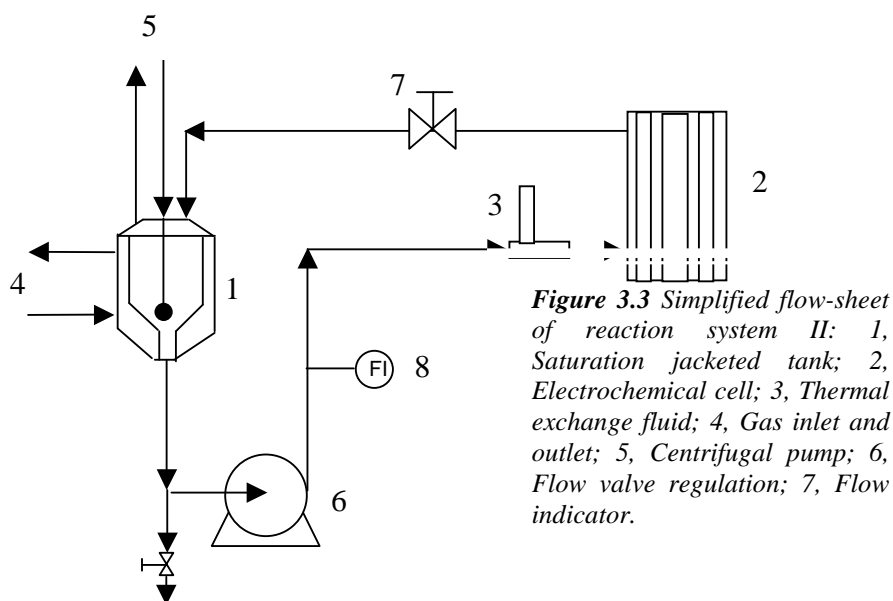 5
7
3
2
4
1
Figure 3.3 Simplified flow-sheet
of reaction system II: 1,
Saturation jacketed tank; 2,
Electrochemical cell; 3, Thermal
exchange fluid; 4, Gas inlet and
outlet; 5, Centrifugal pump; 6,
Flow valve regulation; 7, Flow
indicator.
FI
8
6